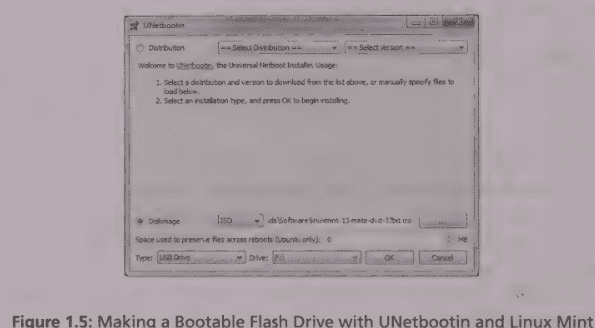 UNetbootin
Distribution == Select Distribution == == Select Version ==
Welcome to UNetbootin, the Universal Netboot Installer. Usage:
1. Select a distribution and version to download from the list above, or manually specify files to
load below.
2. Select an installation type, and press OK to begin installing.
Diskimage ISO ds\Software\linuxmint-13-mate-dvd-32bit.iso ...
Space used to preserve files across reboots (Ubuntu only): 0 MB
Type: USB Drive Drive: F:\ OK Cancel
Figure 1.5: Making a Bootable Flash Drive with UNetbootin and Linux Mint